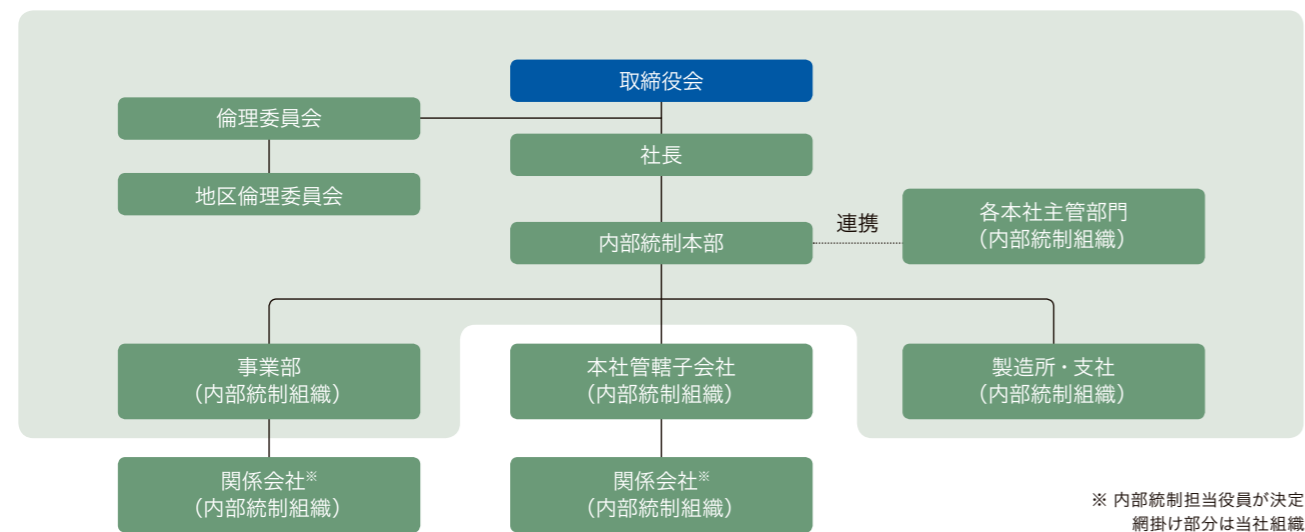 取締役会
倫理委員会
社長
地区倫理委員会
各本社主管部門
（内部統制組織）
連携
内部統制本部
事業部
（内部統制組織）
本社管轄子会社
（内部統制組織）
製造所・支社
（内部統制組織）
関係会社※
（内部統制組織）
関係会社※
（内部統制組織）
※ 内部統制担当役員が決定
網掛け部分は当社組織